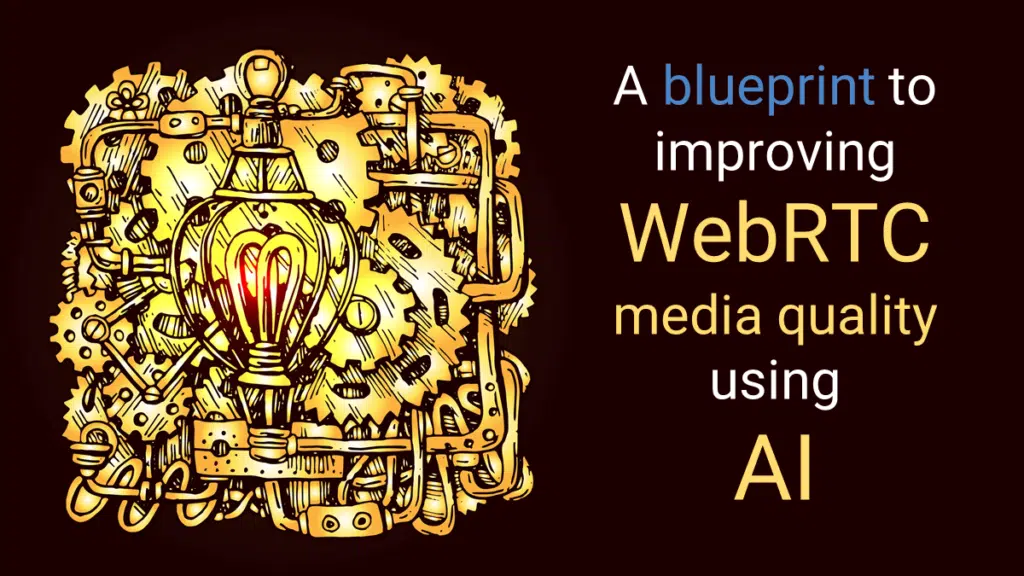 A blueprint to
improving
WebRTC
media quality
using
AI